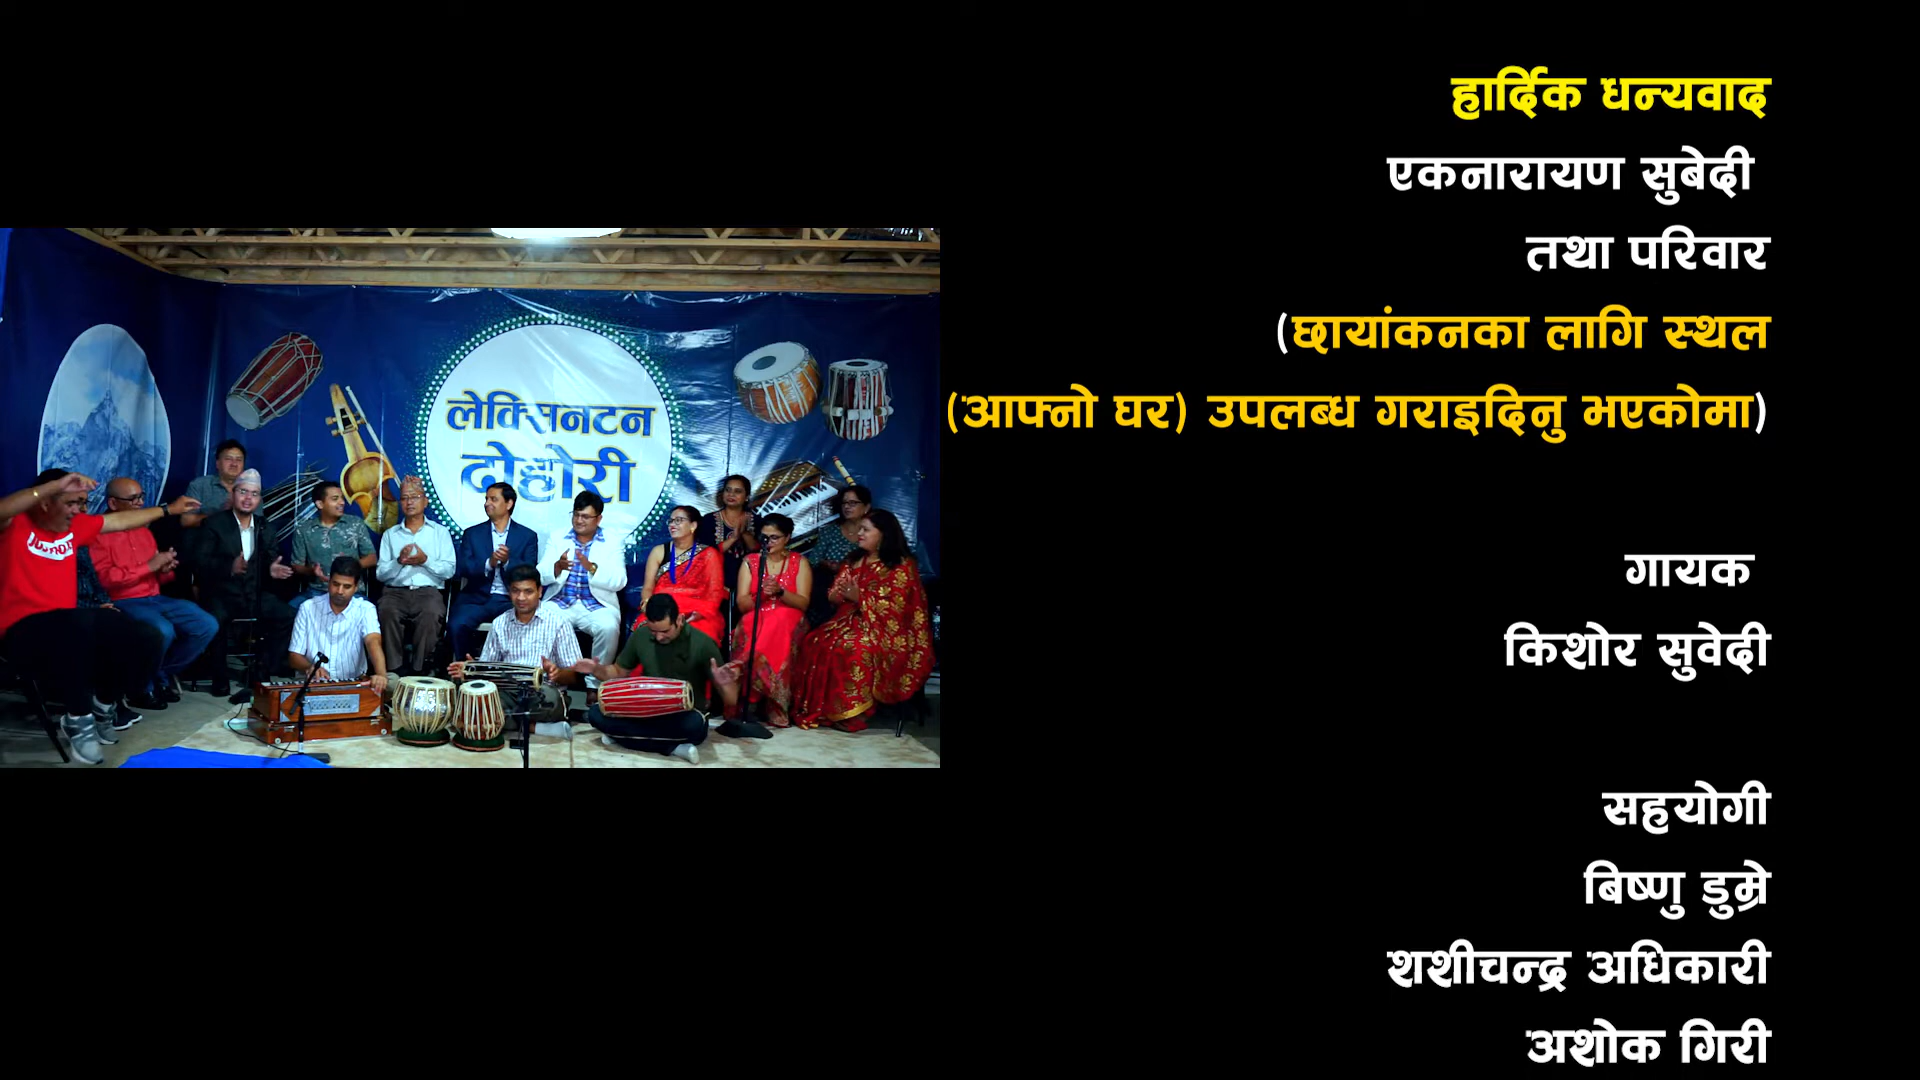 लेक्सिनटन
दोहोरी
हार्दिक धन्यवाद
एकनारायण सुबेदी
तथा परिवार
(छायांकनका लागि स्थल
(आफ्नो घर) उपलब्ध गराइदिनु भएकोमा)
गायक
किशोर सुवेदी
सहयोगी
बिष्णु डुम्रे
शशीचन्द्र अधिकारी
अशोक गिरी